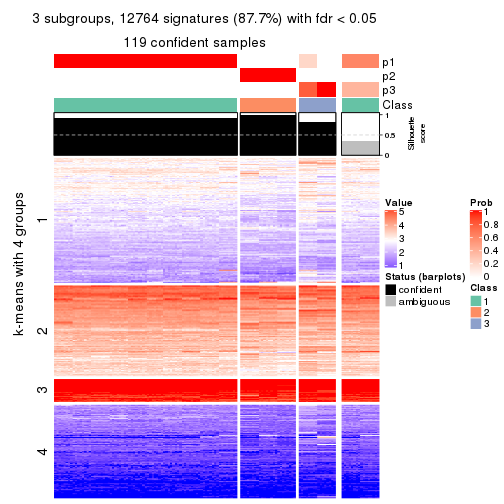 3 subgroups, 12764 signatures (87.7%) with fdr < 0.05
119 confident samples
p1
p2
p3
Class
1
0.5
0
Silhouette
score
k-means with 4 groups
1
2
3
4
Value
5
4
3
2
1
Status (barplots)
confident
ambiguous
Prob
1
0.8
0.6
0.4
0.2
0
Class
1
2
3